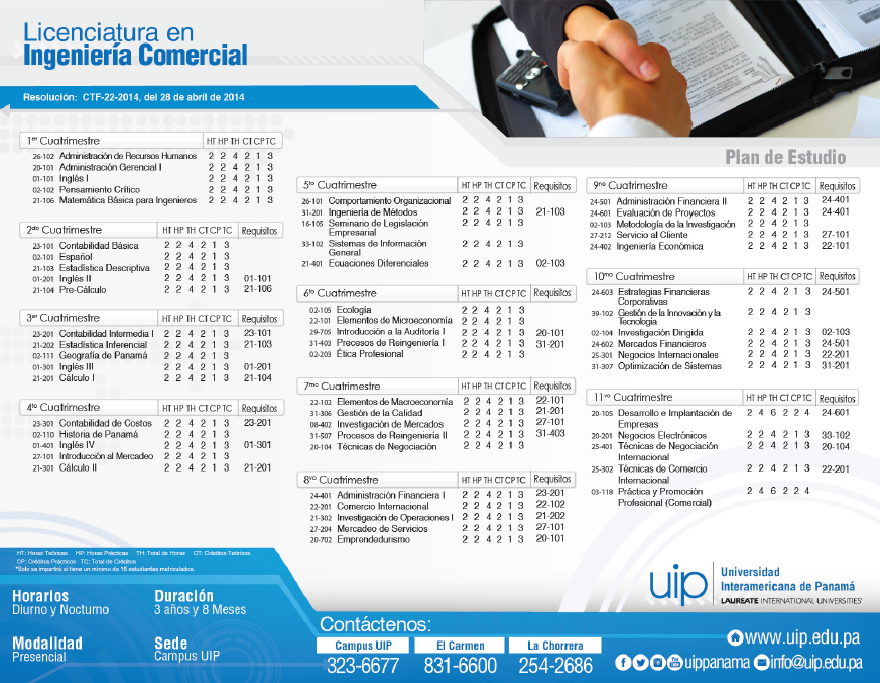 Licenciatura en
Ingeniería Comercial
Resolución: CTF-22-2014, del 28 de abril de 2014
Plan de Estudio
1er Cuatrimestre HT HP TH CT CP TC
26-102 Administración de Recursos Humanos 2 2 4 2 1 3
20-101 Administración Gerencial I 2 2 4 2 1 3
01-101 Inglés I 2 2 4 2 1 3
02-102 Pensamiento Crítico 2 2 4 2 1 3
21-106 Matemática Básica para Ingenieros 2 2 4 2 1 3
2do Cuatrimestre HT HP TH CT CP TC Requisitos
23-101 Contabilidad Básica 2 2 4 2 1 3
02-101 Español 2 2 4 2 1 3
21-103 Estadística Descriptiva 2 2 4 2 1 3
01-201 Inglés II 2 2 4 2 1 3 01-101
21-104 Pre-Cálculo 2 2 4 2 1 3 21-106
3er Cuatrimestre HT HP TH CT CP TC Requisitos
23-201 Contabilidad Intermedia I 2 2 4 2 1 3 23-101
21-202 Estadística Inferencial 2 2 4 2 1 3 21-103
02-111 Geografía de Panamá 2 2 4 2 1 3
01-301 Inglés III 2 2 4 2 1 3 01-201
21-201 Cálculo I 2 2 4 2 1 3 21-104
4to Cuatrimestre HT HP TH CT CP TC Requisitos
23-301 Contabilidad de Costos 2 2 4 2 1 3 23-201
02-110 Historia de Panamá 2 2 4 2 1 3
01-401 Inglés IV 2 2 4 2 1 3 01-301
27-101 Introducción al Mercadeo 2 2 4 2 1 3
21-301 Cálculo II 2 2 4 2 1 3 21-201
5to Cuatrimestre HT HP TH CT CP TC Requisitos
26-101 Comportamiento Organizacional 2 2 4 2 1 3
31-201 Ingeniería de Métodos 2 2 4 2 1 3 21-103
16-105 Seminario de Legislación 2 2 4 2 1 3
Empresarial
33-102 Sistemas de Información 2 2 4 2 1 3
General
21-401 Ecuaciones Diferenciales 2 2 4 2 1 3 02-103
6to Cuatrimestre HT HP TH CT CP TC Requisitos
02-105 Ecología 2 2 4 2 1 3
22-101 Elementos de Microeconomía 2 2 4 2 1 3
29-705 Introducción a la Auditoría I 2 2 4 2 1 3 20-101
31-403 Procesos de Reingeniería I 2 2 4 2 1 3 31-201
02-203 Ética Profesional 2 2 4 2 1 3
7mo Cuatrimestre HT HP TH CT CP TC Requisitos
22-102 Elementos de Macroeconomía 2 2 4 2 1 3 22-101
31-306 Gestión de la Calidad 2 2 4 2 1 3 21-201
08-402 Investigación de Mercados 2 2 4 2 1 3 27-101
31-507 Procesos de Reingeniería II 2 2 4 2 1 3 31-403
20-104 Técnicas de Negociación 2 2 4 2 1 3
8vo Cuatrimestre HT HP TH CT CP TC Requisitos
24-401 Administración Financiera I 2 2 4 2 1 3 23-201
22-201 Comercio Internacional 2 2 4 2 1 3 22-102
21-302 Investigación de Operaciones I 2 2 4 2 1 3 21-202
27-204 Mercadeo de Servicios 2 2 4 2 1 3 27-101
20-702 Emprendedurismo 2 2 4 2 1 3 20-101
9no Cuatrimestre HT HP TH CT CP TC Requisitos
24-501 Administración Financiera II 2 2 4 2 1 3 24-401
24-601 Evaluación de Proyectos 2 2 4 2 1 3 24-401
02-103 Metodología de la Investigación 2 2 4 2 1 3
27-212 Servicio al Cliente 2 2 4 2 1 3 27-101
24-402 Ingeniería Económica 2 2 4 2 1 3 22-101
10mo Cuatrimestre HT HP TH CT CP TC Requisitos
24-603 Estrategias Financieras 2 2 4 2 1 3 24-501
Corporativas
39-102 Gestión de la Innovación y la 2 2 4 2 1 3
Tecnología
02-104 Investigación Dirigida 2 2 4 2 1 3 02-103
24-602 Mercados Financieros 2 2 4 2 1 3 24-501
25-301 Negocios Internacionales 2 2 4 2 1 3 22-201
31-307 Optimización de Sistemas 2 2 4 2 1 3 31-201
11vo Cuatrimestre HT HP TH CT CP TC Requisitos
20-105 Desarrollo e Implantación de 2 4 6 2 2 4 24-601
Empresas
20-201 Negocios Electrónicos 2 2 4 2 1 3 33-102
25-401 Técnicas de Negociación 2 2 4 2 1 3 20-104
Internacional
25-302 Técnicas de Comercio 2 2 4 2 1 3 22-201
Internacional
03-118 Práctica y Promoción 2 4 6 2 2 4
Profesional (Comercial)
HT: Horas Teóricas HP: Horas Prácticas TH: Total de Horas CT: Créditos Teóricos
CP: Créditos Prácticos TC: Total de Créditos
*Solo se impartirá si tiene un mínimo de 15 estudiantes matriculados.
Horarios
Diurno y Nocturno
Duración
3 años y 8 Meses
Modalidad
Presencial
Sede
Campus UIP
uip
Universidad
Interamericana de Panamá
LAUREATE INTERNATIONAL UNIVERSITIES
Contáctenos:
Campus UIP El Carmen La Chorrera
323-6677 831-6600 254-2686
www.uip.edu.pa
uippanama info@uip.edu.pa